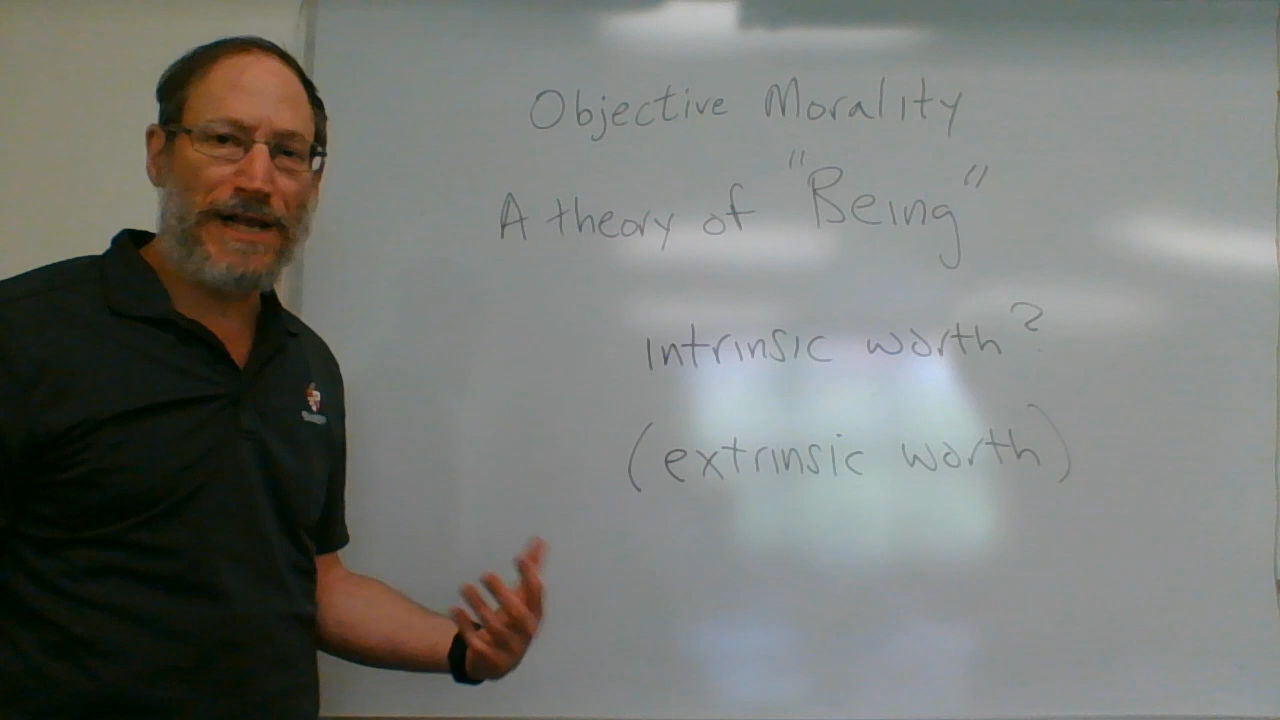 Objective Morality
A theory of "Being"
Intrinsic worth?
(extrinsic worth)